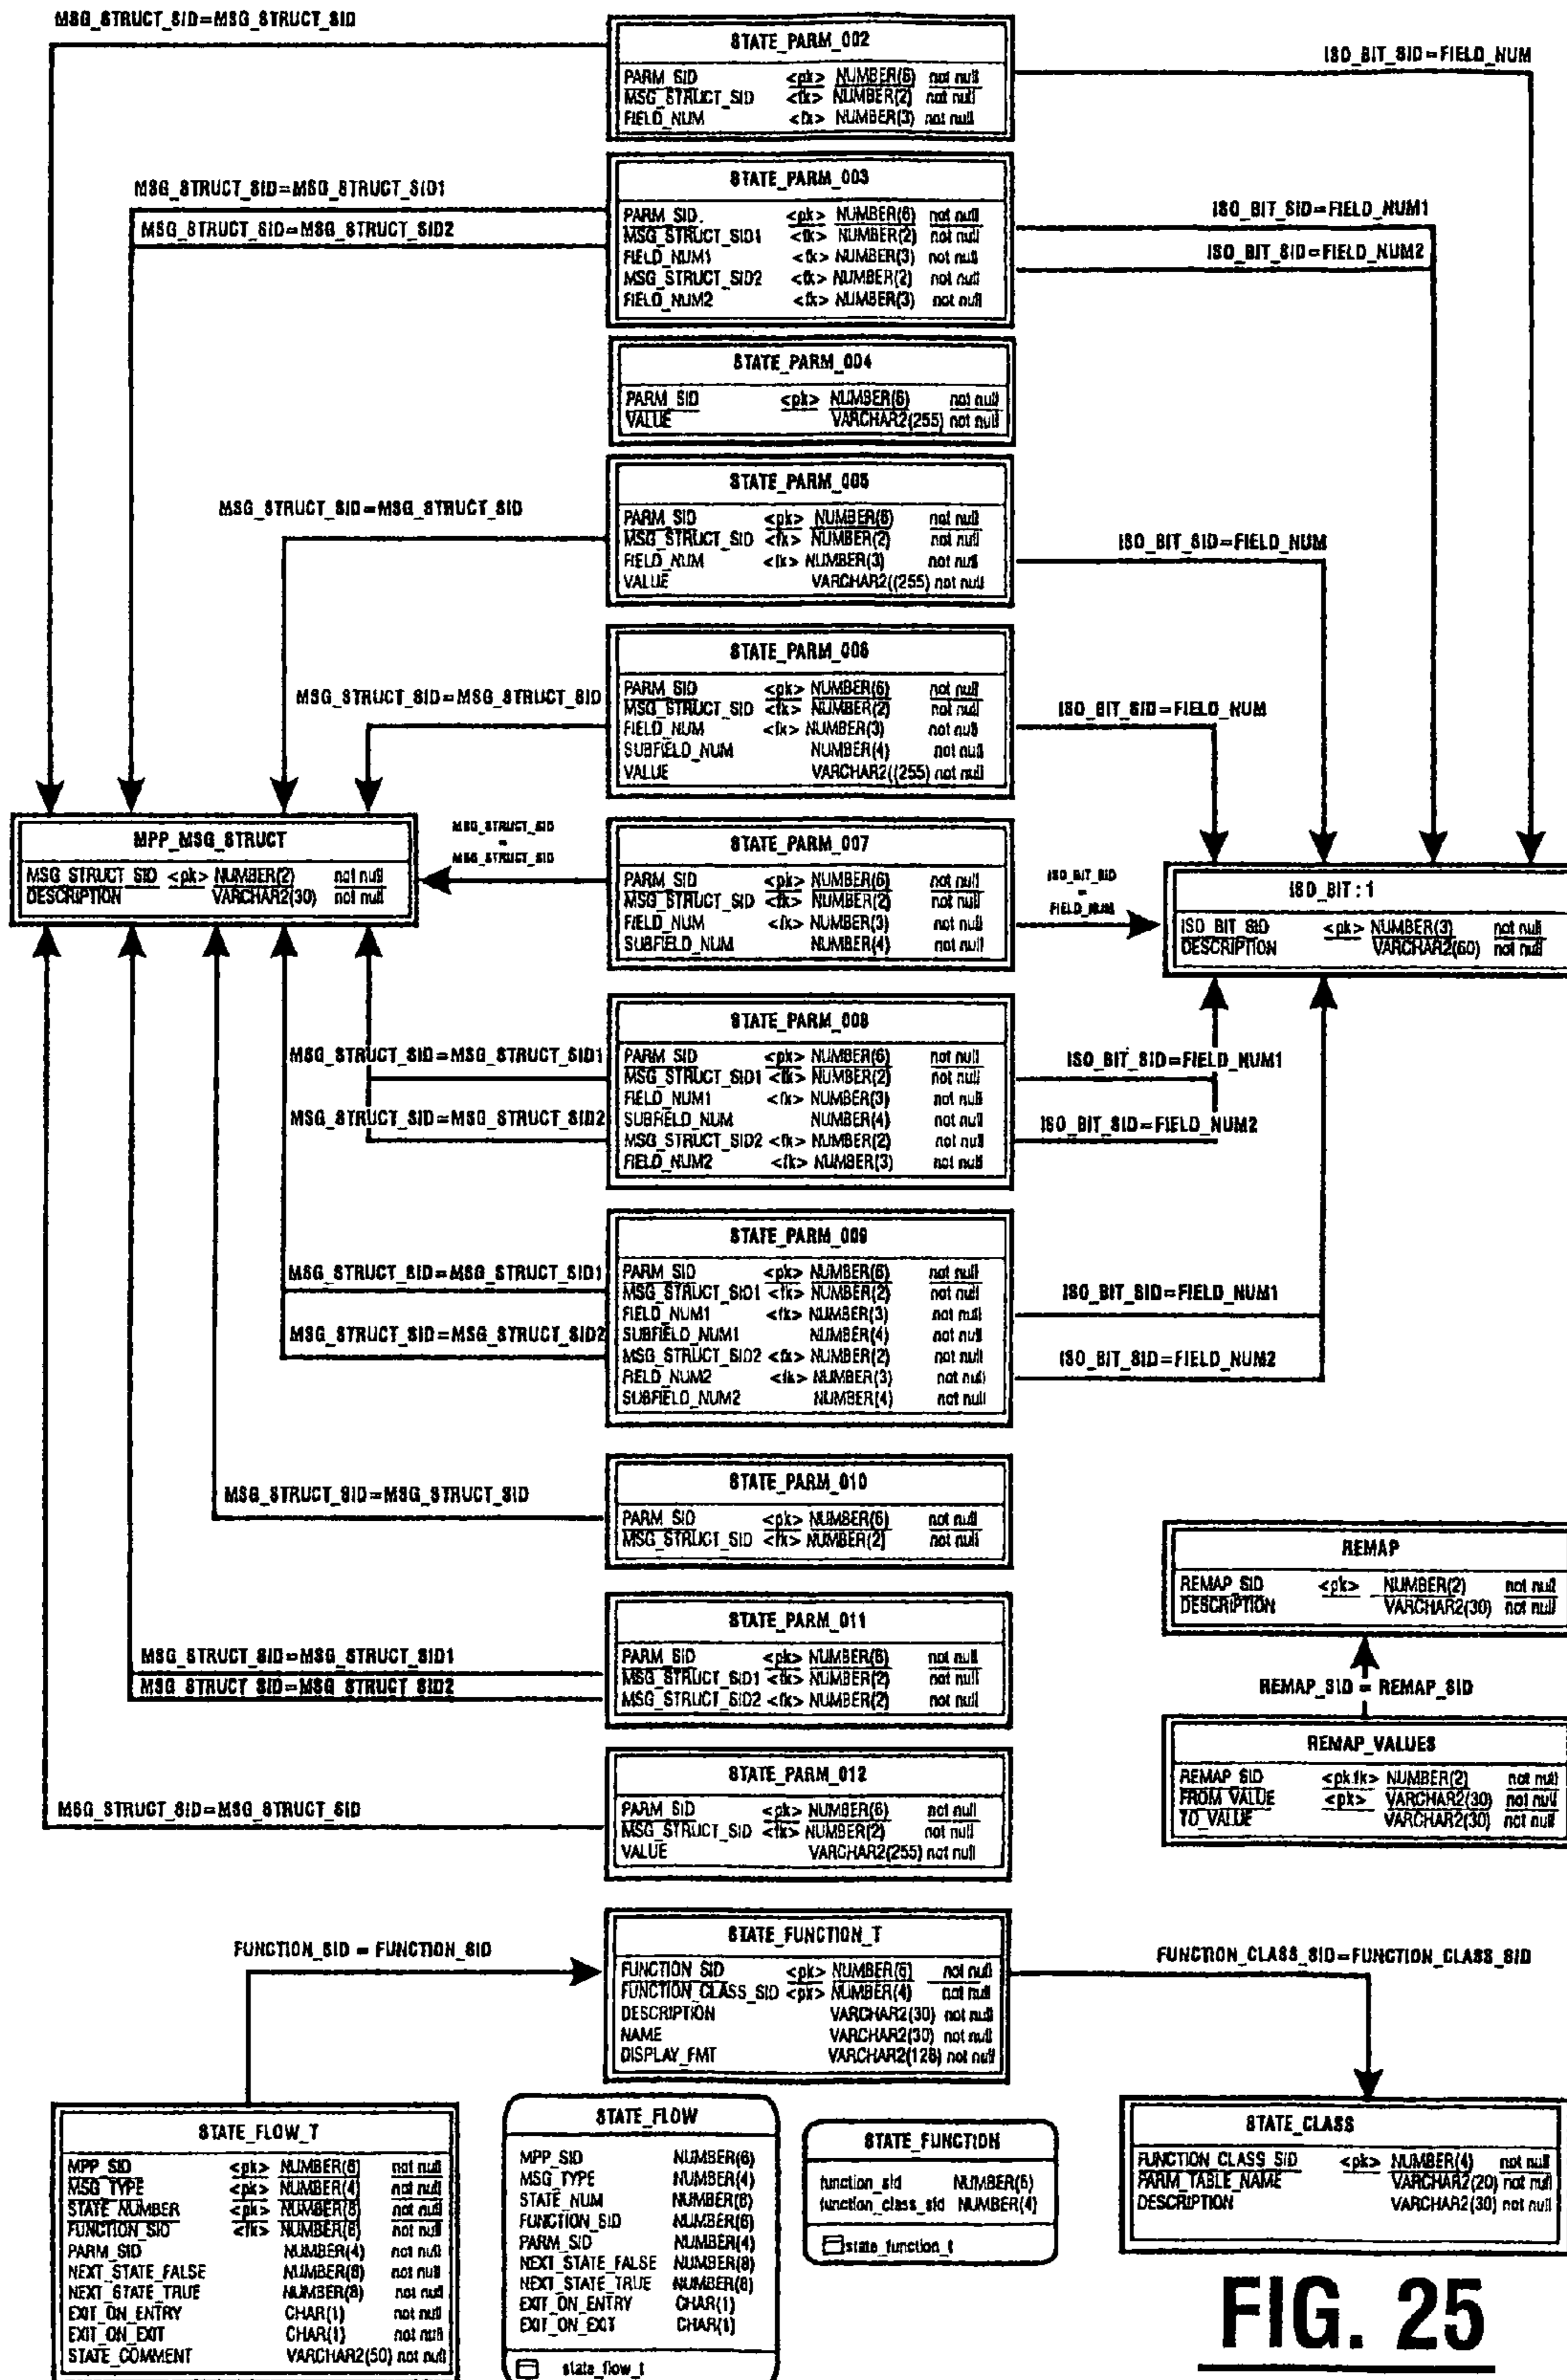 MSG_STRUCT_SID=MSG_STRUCT_SID
STATE_PARM_002
PARM_SID <pk> NUMBER(6) not null
MSG_STRUCT_SID <fk> NUMBER(2) not null
FIELD_NUM <fk> NUMBER(3) not null
ISO_BIT_SID=FIELD_NUM
STATE_PARM_003
PARM_SID. <pk> NUMBER(6) not null
MSG_STRUCT_SID1 <fk> NUMBER(2) not null
FIELD_NUM1 <fk> NUMBER(3) not null
MSG_STRUCT_SID2 <fk> NUMBER(2) not null
FIELD_NUM2 <fk> NUMBER(3) not null
MSG_STRUCT_SID=MSG_STRUCT_SID1
MSG_STRUCT_SID=MSG_STRUCT_SID2
ISO_BIT_SID=FIELD_NUM1
ISO_BIT_SID=FIELD_NUM2
STATE_PARM_004
PARM_SID <pk> NUMBER(6) not null
VALUE VARCHAR2(255) not null
STATE_PARM_005
PARM_SID <pk> NUMBER(6) not null
MSG_STRUCT_SID <fk> NUMBER(2) not null
FIELD_NUM <fk> NUMBER(3) not null
VALUE VARCHAR2((255) not null
MSG_STRUCT_SID=MSG_STRUCT_SID
ISO_BIT_SID=FIELD_NUM
STATE_PARM_006
PARM_SID <pk> NUMBER(6) not null
MSG_STRUCT_SID <fk> NUMBER(2) not null
FIELD_NUM <fk> NUMBER(3) not null
SUBFIELD_NUM NUMBER(4) not null
VALUE VARCHAR2((255) not null
MSG_STRUCT_SID=MSG_STRUCT_SID
ISO_BIT_SID=FIELD_NUM
MPP_MSG_STRUCT
MSG_STRUCT_SID <pk> NUMBER(2) not null
DESCRIPTION VARCHAR2(30) not null
MSG_STRUCT_SID
=
MSG_STRUCT_SID
STATE_PARM_007
PARM_SID <pk> NUMBER(6) not null
MSG_STRUCT_SID <fk> NUMBER(2) not null
FIELD_NUM <fk> NUMBER(3) not null
SUBFIELD_NUM NUMBER(4) not null
ISO_BIT_SID
=
FIELD_NUM
ISO_BIT : 1
ISO_BIT_SID <pk> NUMBER(3) not null
DESCRIPTION VARCHAR2(60) not null
STATE_PARM_008
PARM_SID <pk> NUMBER(6) not null
MSG_STRUCT_SID1 <fk> NUMBER(2) not null
FIELD_NUM1 <fk> NUMBER(3) not null
SUBFIELD_NUM NUMBER(4) not null
MSG_STRUCT_SID2 <fk> NUMBER(2) not null
FIELD_NUM2 <fk> NUMBER(3) not null
MSG_STRUCT_SID=MSG_STRUCT_SID1
MSG_STRUCT_SID=MSG_STRUCT_SID2
ISO_BIT_SID=FIELD_NUM1
ISO_BIT_SID=FIELD_NUM2
STATE_PARM_009
PARM_SID <pk> NUMBER(6) not null
MSG_STRUCT_SID1 <fk> NUMBER(2) not null
FIELD_NUM1 <fk> NUMBER(3) not null
SUBFIELD_NUM1 NUMBER(4) not null
MSG_STRUCT_SID2 <fk> NUMBER(2) not null
FIELD_NUM2 <fk> NUMBER(3) not null
SUBFIELD_NUM2 NUMBER(4) not null
MSG_STRUCT_SID=MSG_STRUCT_SID1
MSG_STRUCT_SID=MSG_STRUCT_SID2
ISO_BIT_SID=FIELD_NUM1
ISO_BIT_SID=FIELD_NUM2
STATE_PARM_010
PARM_SID <pk> NUMBER(6) not null
MSG_STRUCT_SID <fk> NUMBER(2) not null
MSG_STRUCT_SID=MSG_STRUCT_SID
REMAP
REMAP_SID <pk> NUMBER(2) not null
DESCRIPTION VARCHAR2(30) not null
STATE_PARM_011
PARM_SID <pk> NUMBER(6) not null
MSG_STRUCT_SID1 <fk> NUMBER(2) not null
MSG_STRUCT_SID2 <fk> NUMBER(2) not null
MSG_STRUCT_SID=MSG_STRUCT_SID1
MSG_STRUCT_SID=MSG_STRUCT_SID2
REMAP_SID = REMAP_SID
REMAP_VALUES
REMAP_SID <pk.fk> NUMBER(2) not null
FROM_VALUE <pk> VARCHAR2(30) not null
TO_VALUE VARCHAR2(30) not null
STATE_PARM_012
PARM_SID <pk> NUMBER(6) not null
MSG_STRUCT_SID <fk> NUMBER(2) not null
VALUE VARCHAR2(255) not null
MSG_STRUCT_SID=MSG_STRUCT_SID
FUNCTION_SID = FUNCTION_SID
STATE_FUNCTION_T
FUNCTION_SID <pk> NUMBER(6) not null
FUNCTION_CLASS_SID <pk> NUMBER(4) not null
DESCRIPTION VARCHAR2(30) not null
NAME VARCHAR2(30) not null
DISPLAY_FMT VARCHAR2(128) not null
FUNCTION_CLASS_SID=FUNCTION_CLASS_SID
STATE_FLOW_T
MPP_SID <pk> NUMBER(6) not null
MSG_TYPE <pk> NUMBER(4) not null
STATE_NUMBER <pk> NUMBER(8) not null
FUNCTION_SID <fk> NUMBER(6) not null
PARM_SID NUMBER(4) not null
NEXT_STATE_FALSE NUMBER(8) not null
NEXT_STATE_TRUE NUMBER(8) not null
EXIT_ON_ENTRY CHAR(1) not null
EXIT_ON_EXIT CHAR(1) not null
STATE_COMMENT VARCHAR2(50) not null
STATE_FLOW
MPP_SID NUMBER(6)
MSG_TYPE NUMBER(4)
STATE_NUM NUMBER(8)
FUNCTION_SID NUMBER(6)
PARM_SID NUMBER(4)
NEXT_STATE_FALSE NUMBER(8)
NEXT_STATE_TRUE NUMBER(8)
EXIT_ON_ENTRY CHAR(1)
EXIT_ON_EXIT CHAR(1)
state_flow_t
STATE_FUNCTION
function_sid NUMBER(6)
function_class_sid NUMBER(4)
state_function_t
STATE_CLASS
FUNCTION_CLASS_SID <pk> NUMBER(4) not null
PARM_TABLE_NAME VARCHAR2(20) not null
DESCRIPTION VARCHAR2(30) not null
FIG. 25